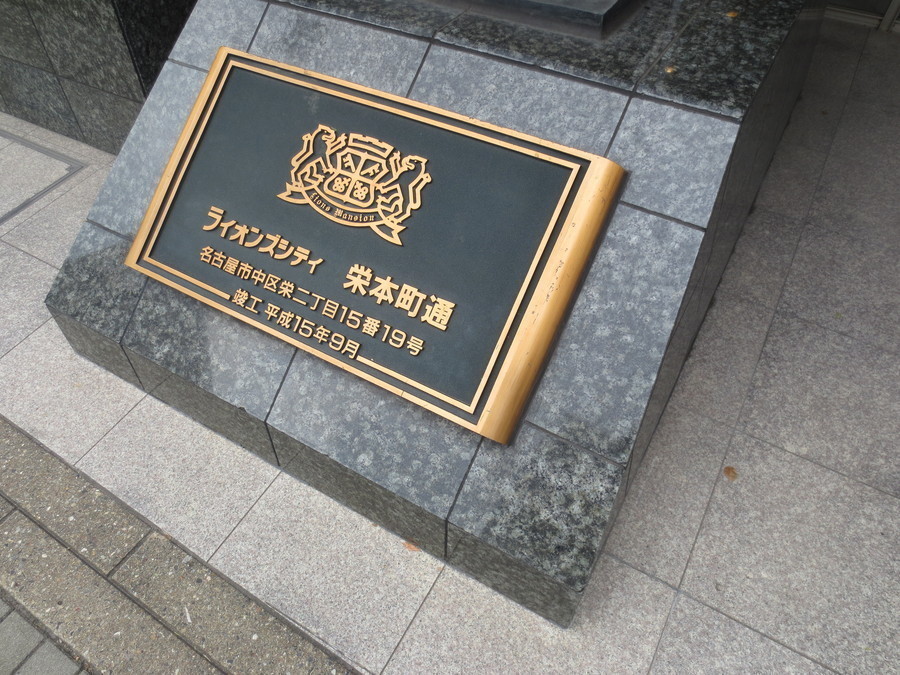 Lions Mansion
ライオンズシティ 栄本町通
名古屋市中区栄二丁目15番19号
竣工 平成15年9月